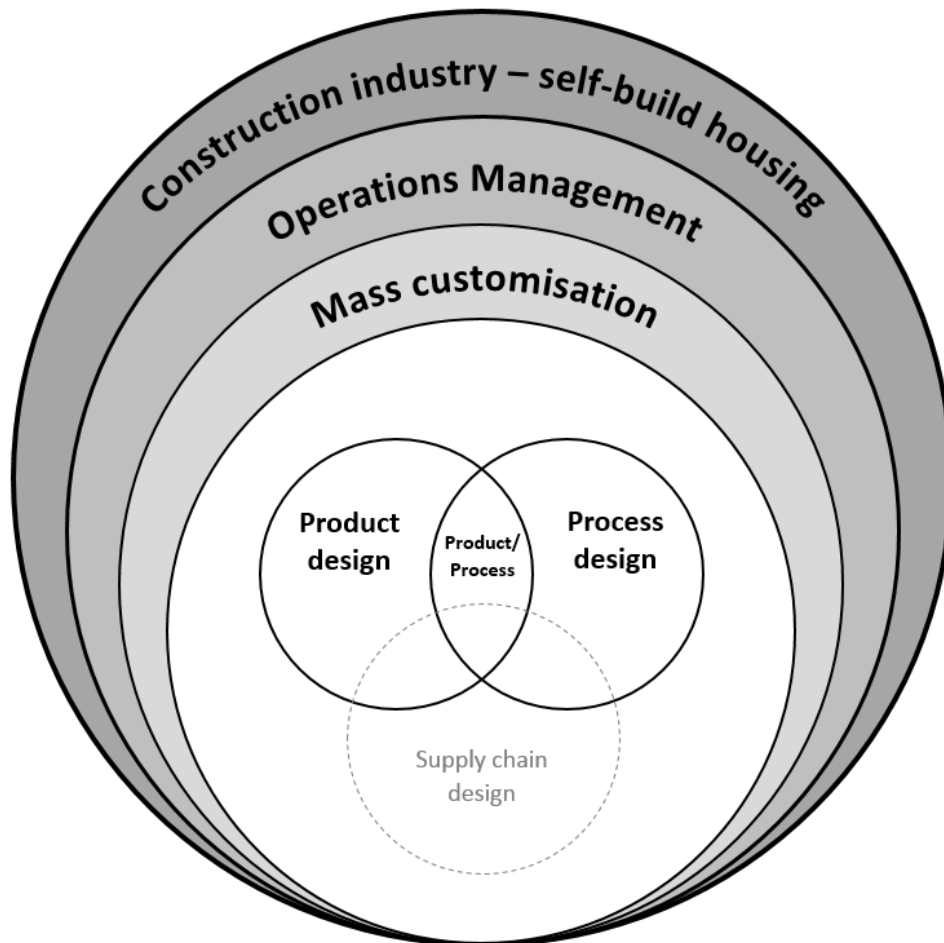 Construction industry – self-build housing
Operations Management
Mass customisation
Product
design
Product/
Process
Process
design
Supply chain
design